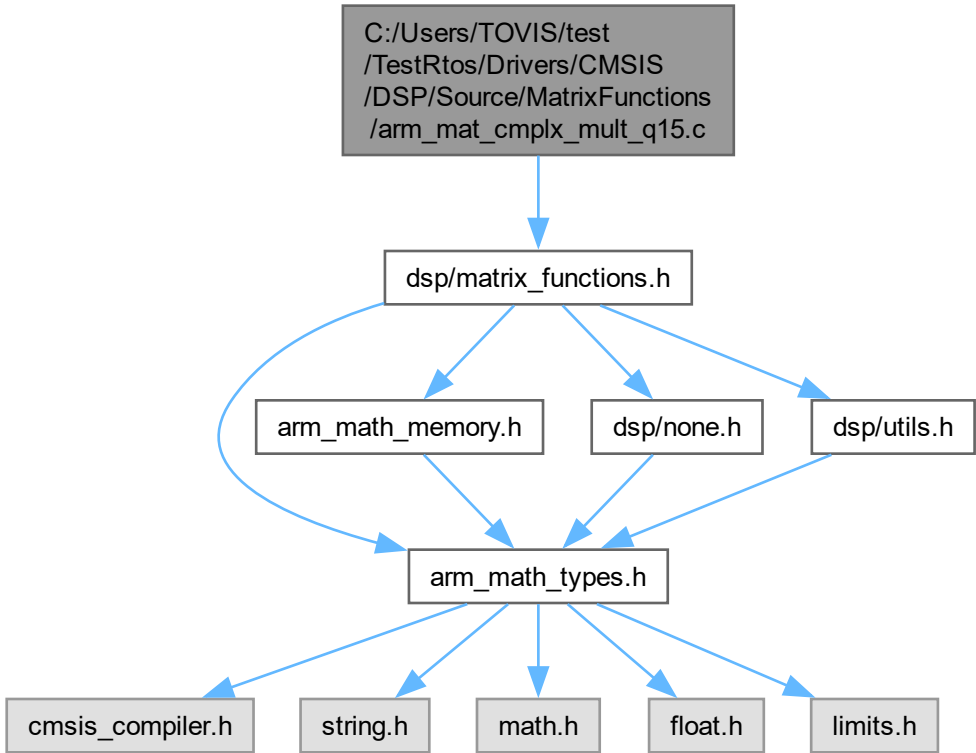 C:/Users/TOVIS/test
/TestRtos/Drivers/CMSIS
/DSP/Source/MatrixFunctions
/arm_mat_cmplx_mult_q15.c
dsp/matrix_functions.h
arm_math_memory.h
dsp/none.h
dsp/utils.h
arm_math_types.h
cmsis_compiler.h
string.h
math.h
float.h
limits.h